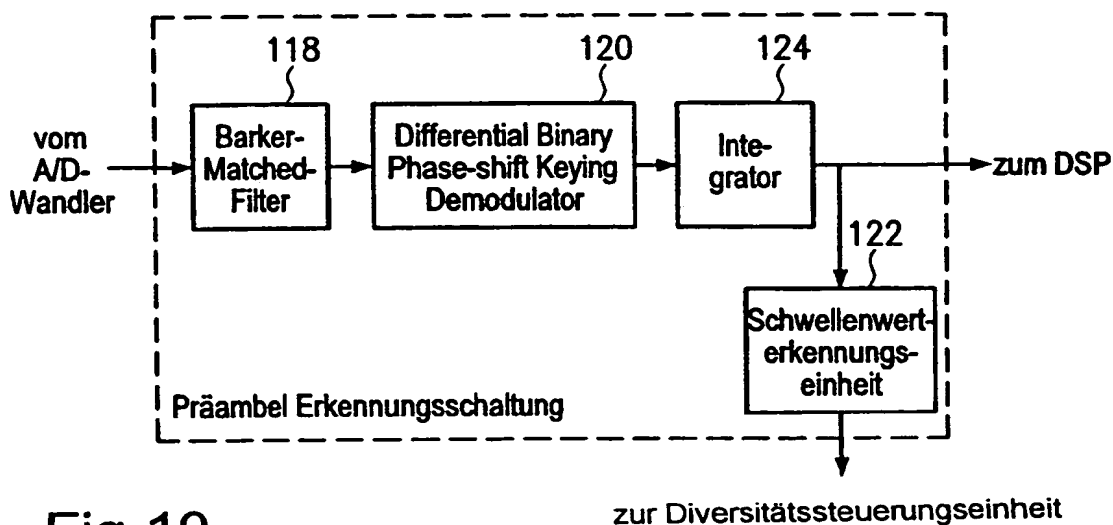 118
120
124
vom
A/D-
Wandler
Barker-
Matched-
Filter
Differential Binary
Phase-shift Keying
Demodulator
Inte-
grator
zum DSP
122
Schwellenwert-
erkennungs-
einheit
Präambel Erkennungsschaltung
zur Diversitätssteuerungseinheit